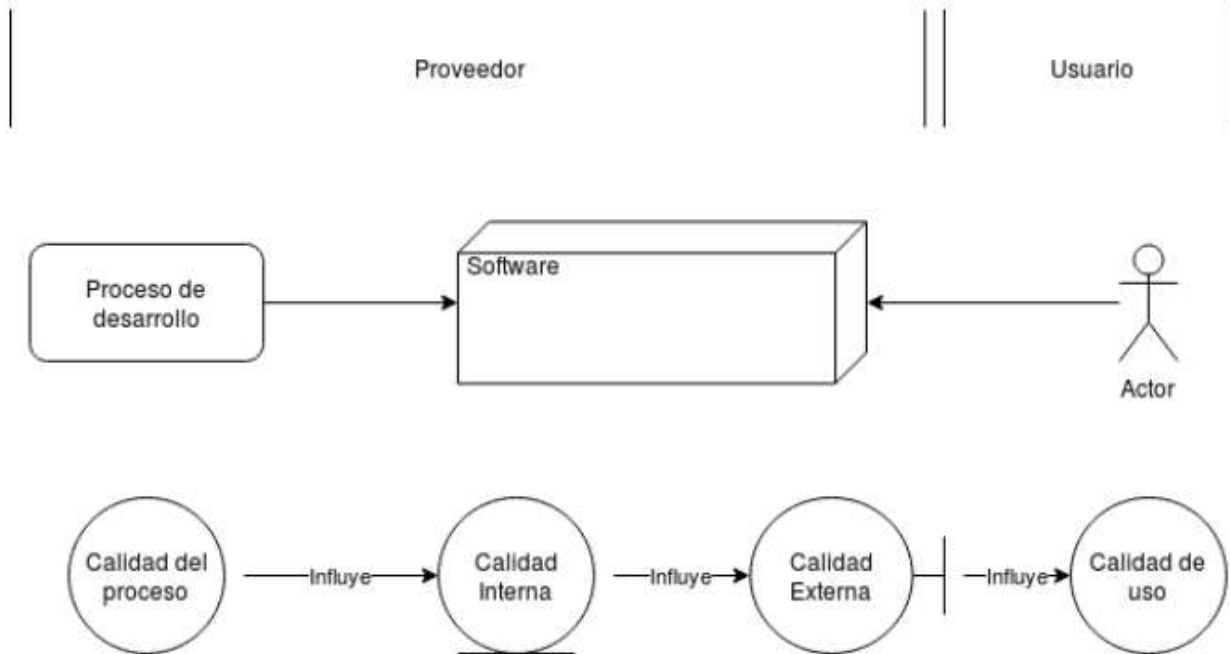 Proveedor
Usuario
Proceso de
desarrollo
Software
Actor
Calidad del
proceso
Influye
Calidad
Interna
Influye
Calidad
Externa
Influye
Calidad de
uso